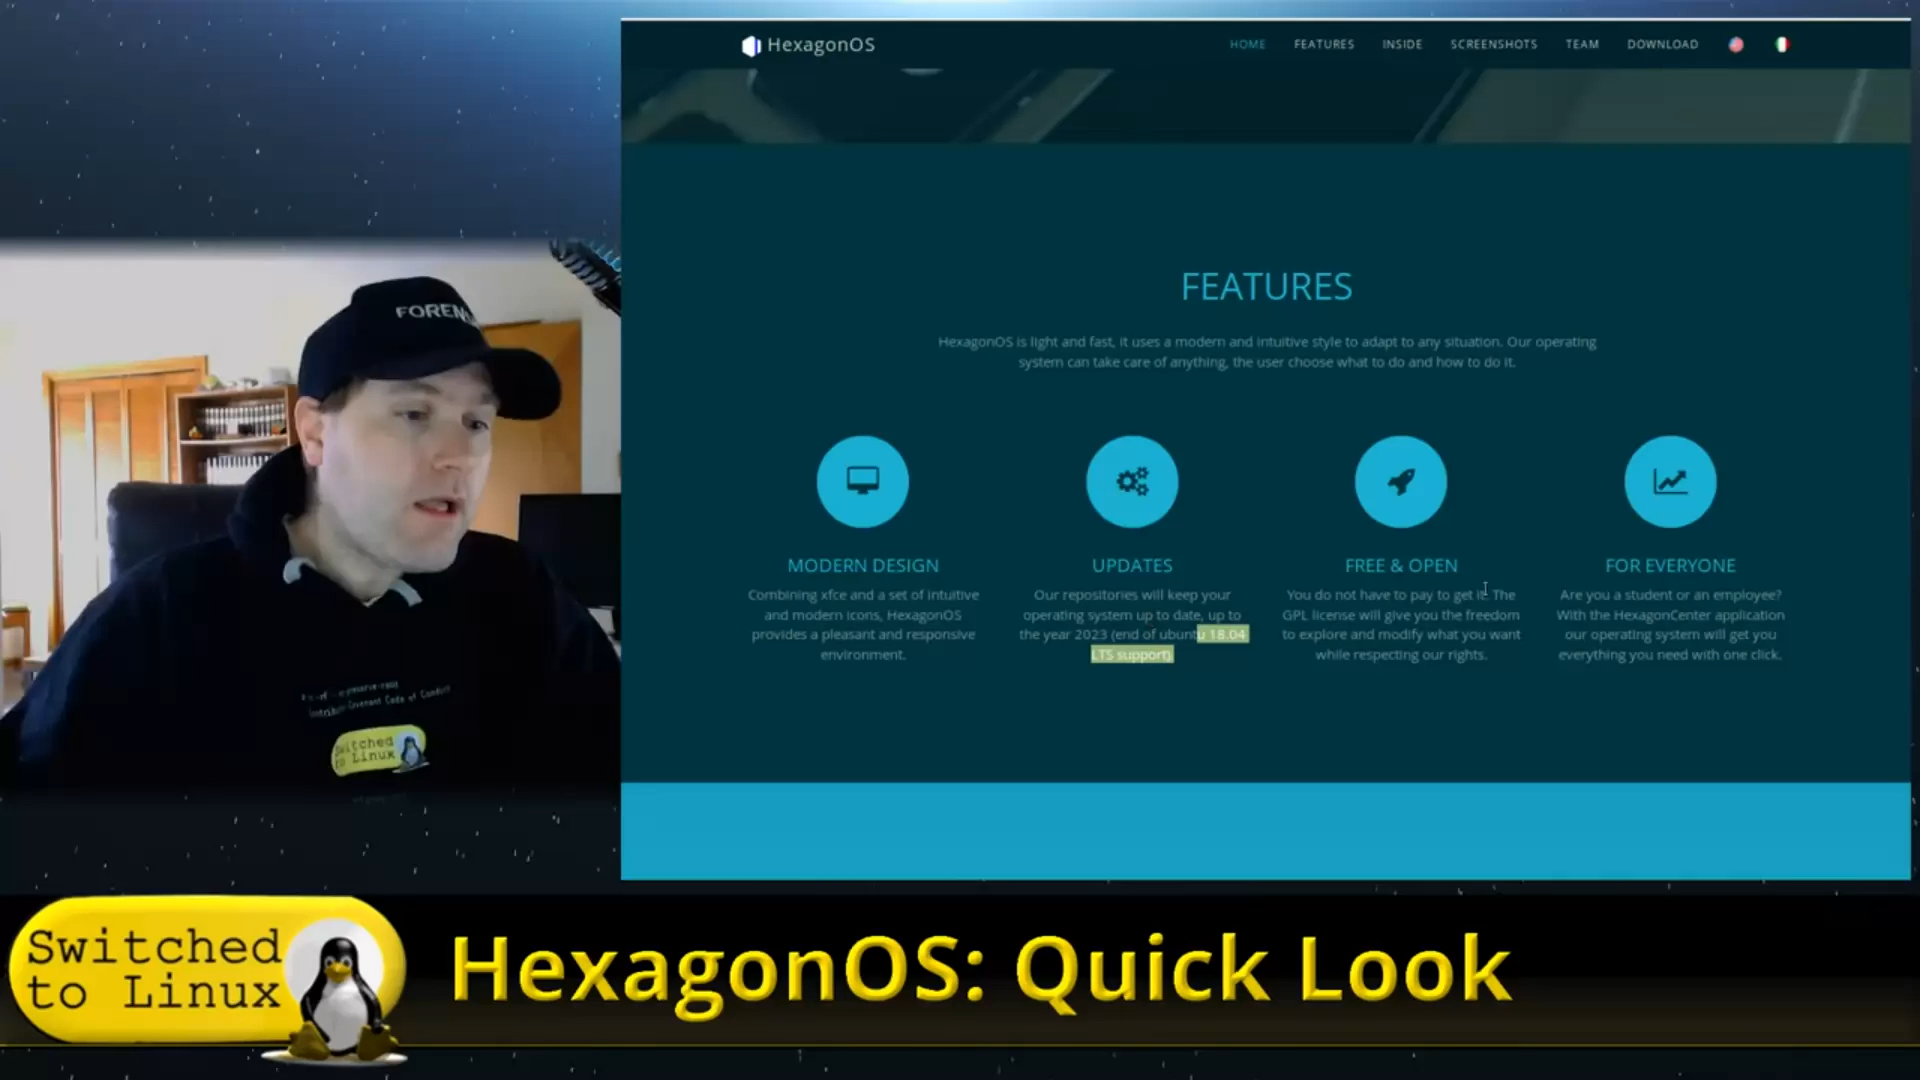 HexagonOS
HOME FEATURES INSIDE SCREENSHOTS TEAM DOWNLOAD
FEATURES
HexagonOS is light and fast, it uses a modern and intuitive style to adapt to any situation. Our operating
system can take care of anything, the user choose what to do and how to do it.
MODERN DESIGN
Combining xfce and a set of intuitive
and modern icons, HexagonOS
provides a pleasant and responsive
environment.
UPDATES
Our repositories will keep your
operating system up to date, up to
the year 2023 (end of ubuntu 18.04
LTS support)
FREE & OPEN
You do not have to pay to get it. The
GPL license will give you the freedom
to explore and modify what you want
while respecting our rights.
FOR EVERYONE
Are you a student or an employee?
With the HexagonCenter application
our operating system will get you
everything you need with one click.
Covenant Code of Conduct
Switched
to Linux
Switched
to Linux
HexagonOS: Quick Look